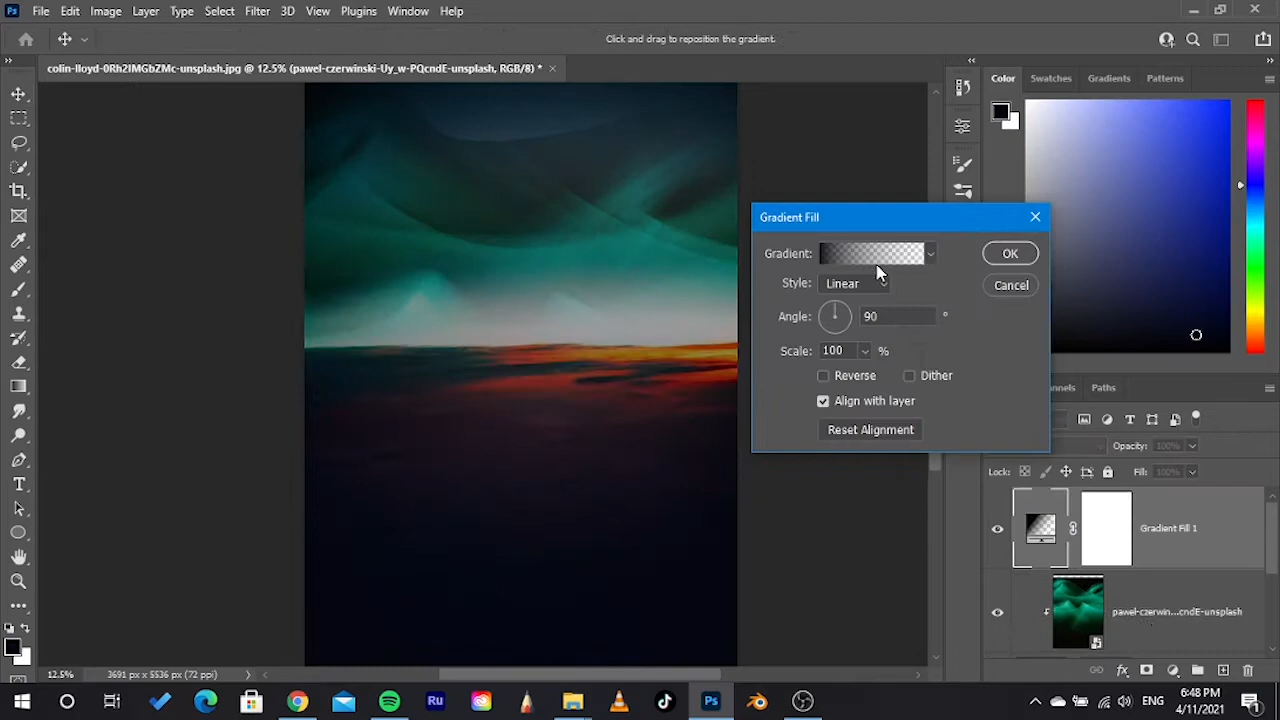 Ps File Edit Image Layer Type Select Filter 3D View Plugins Window Help
Click and drag to reposition the gradient.
colin-lloyd-0Rh2IMGbZMc-unsplash.jpg @ 12.5% (pawel-czerwinski-Uy_w-PQcndE-unsplash, RGB/8) *
Color Swatches Gradients Patterns
Gradient Fill
Gradient: OK
Style: Linear Cancel
Angle: 90 °
Scale: 100 %
Reverse Dither
Align with layer
Reset Alignment
Paths
Opacity: 100%
Lock: Fill: 100%
Gradient Fill 1
pawel-czerwin...cndE-unsplash
12.5% 3691 px x 5536 px (72 ppi)
Ru Ps ENG
6:48 PM
4/11/2021